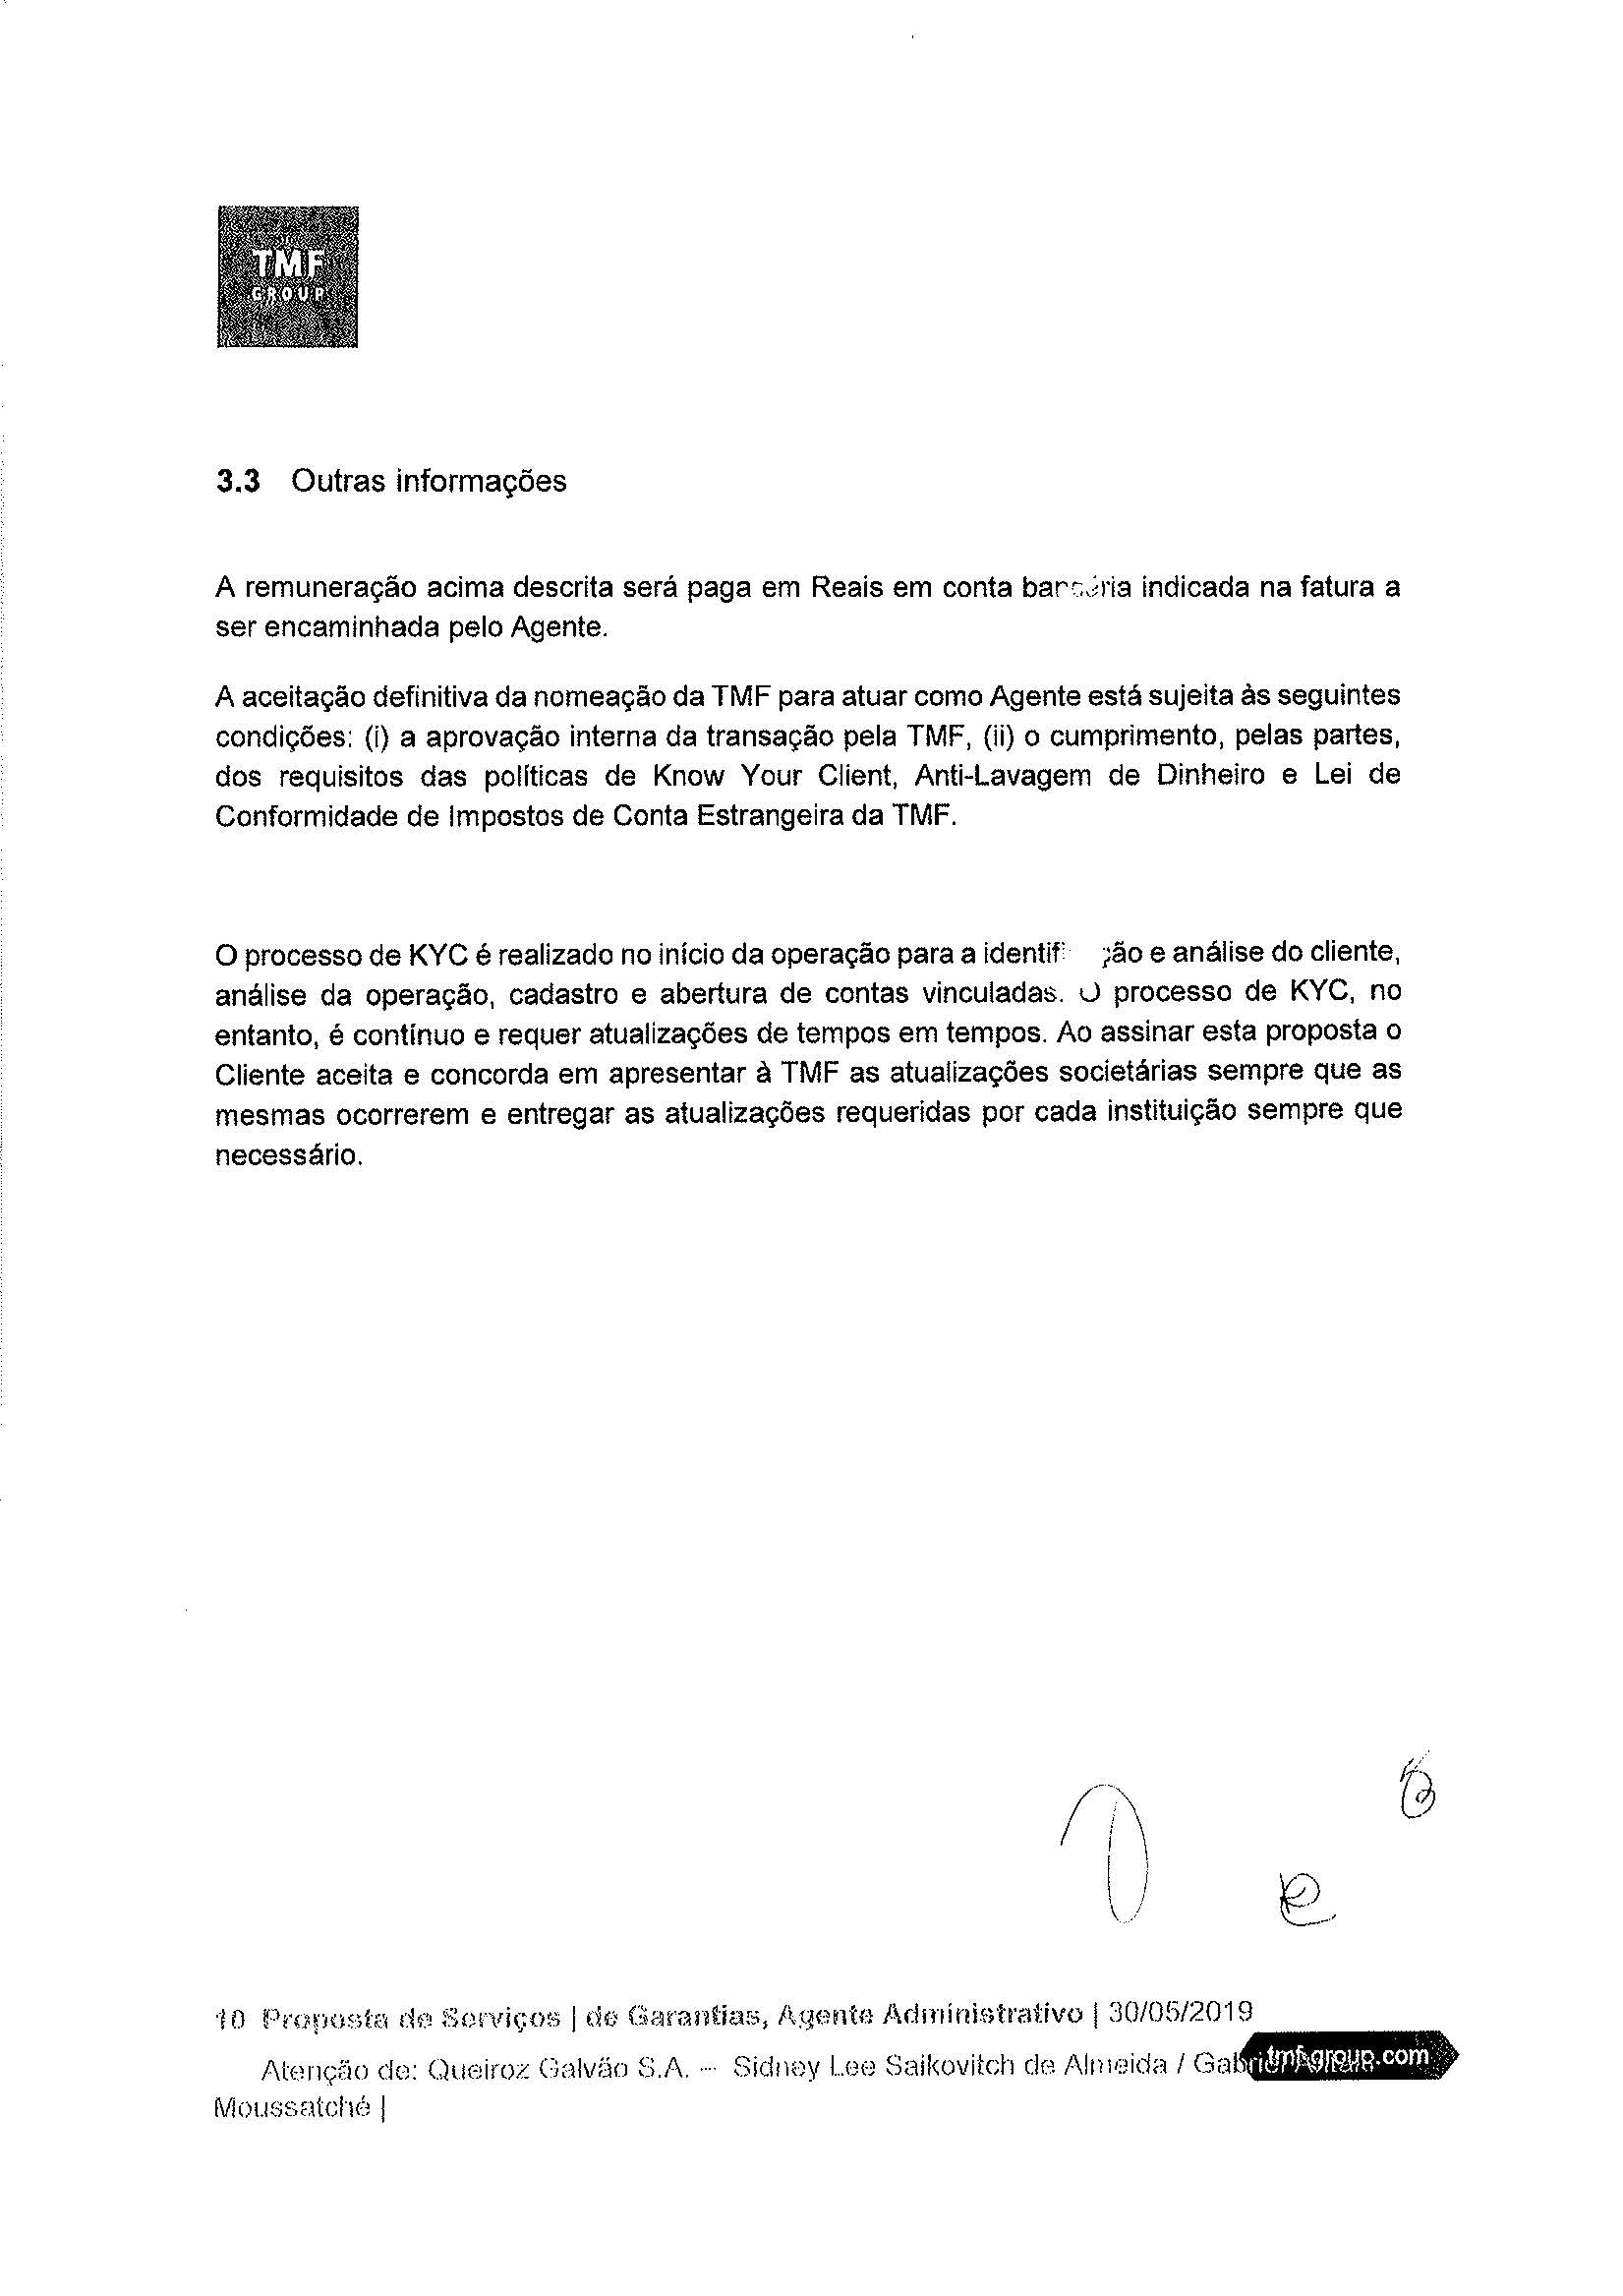 TMF
GROUP
3.3 Outras informações
A remuneração acima descrita será paga em Reais em conta bancária indicada na fatura a
ser encaminhada pelo Agente.
A aceitação definitiva da nomeação da TMF para atuar como Agente está sujeita às seguintes
condições: (i) a aprovação interna da transação pela TMF, (ii) o cumprimento, pelas partes,
dos requisitos das políticas de Know Your Client, Anti-Lavagem de Dinheiro e Lei de
Conformidade de Impostos de Conta Estrangeira da TMF.
O processo de KYC é realizado no início da operação para a identificação e análise do cliente,
análise da operação, cadastro e abertura de contas vinculadas. O processo de KYC, no
entanto, é contínuo e requer atualizações de tempos em tempos. Ao assinar esta proposta o
Cliente aceita e concorda em apresentar à TMF as atualizações societárias sempre que as
mesmas ocorrerem e entregar as atualizações requeridas por cada instituição sempre que
necessário.
10 Proposta de Serviços | de Garantias, Agente Administrativo | 30/05/2019
Atenção de: Queiroz Galvão S.A. – Sidney Lee Saikovitch de Almeida /
tmf-group.com
Moussatché |